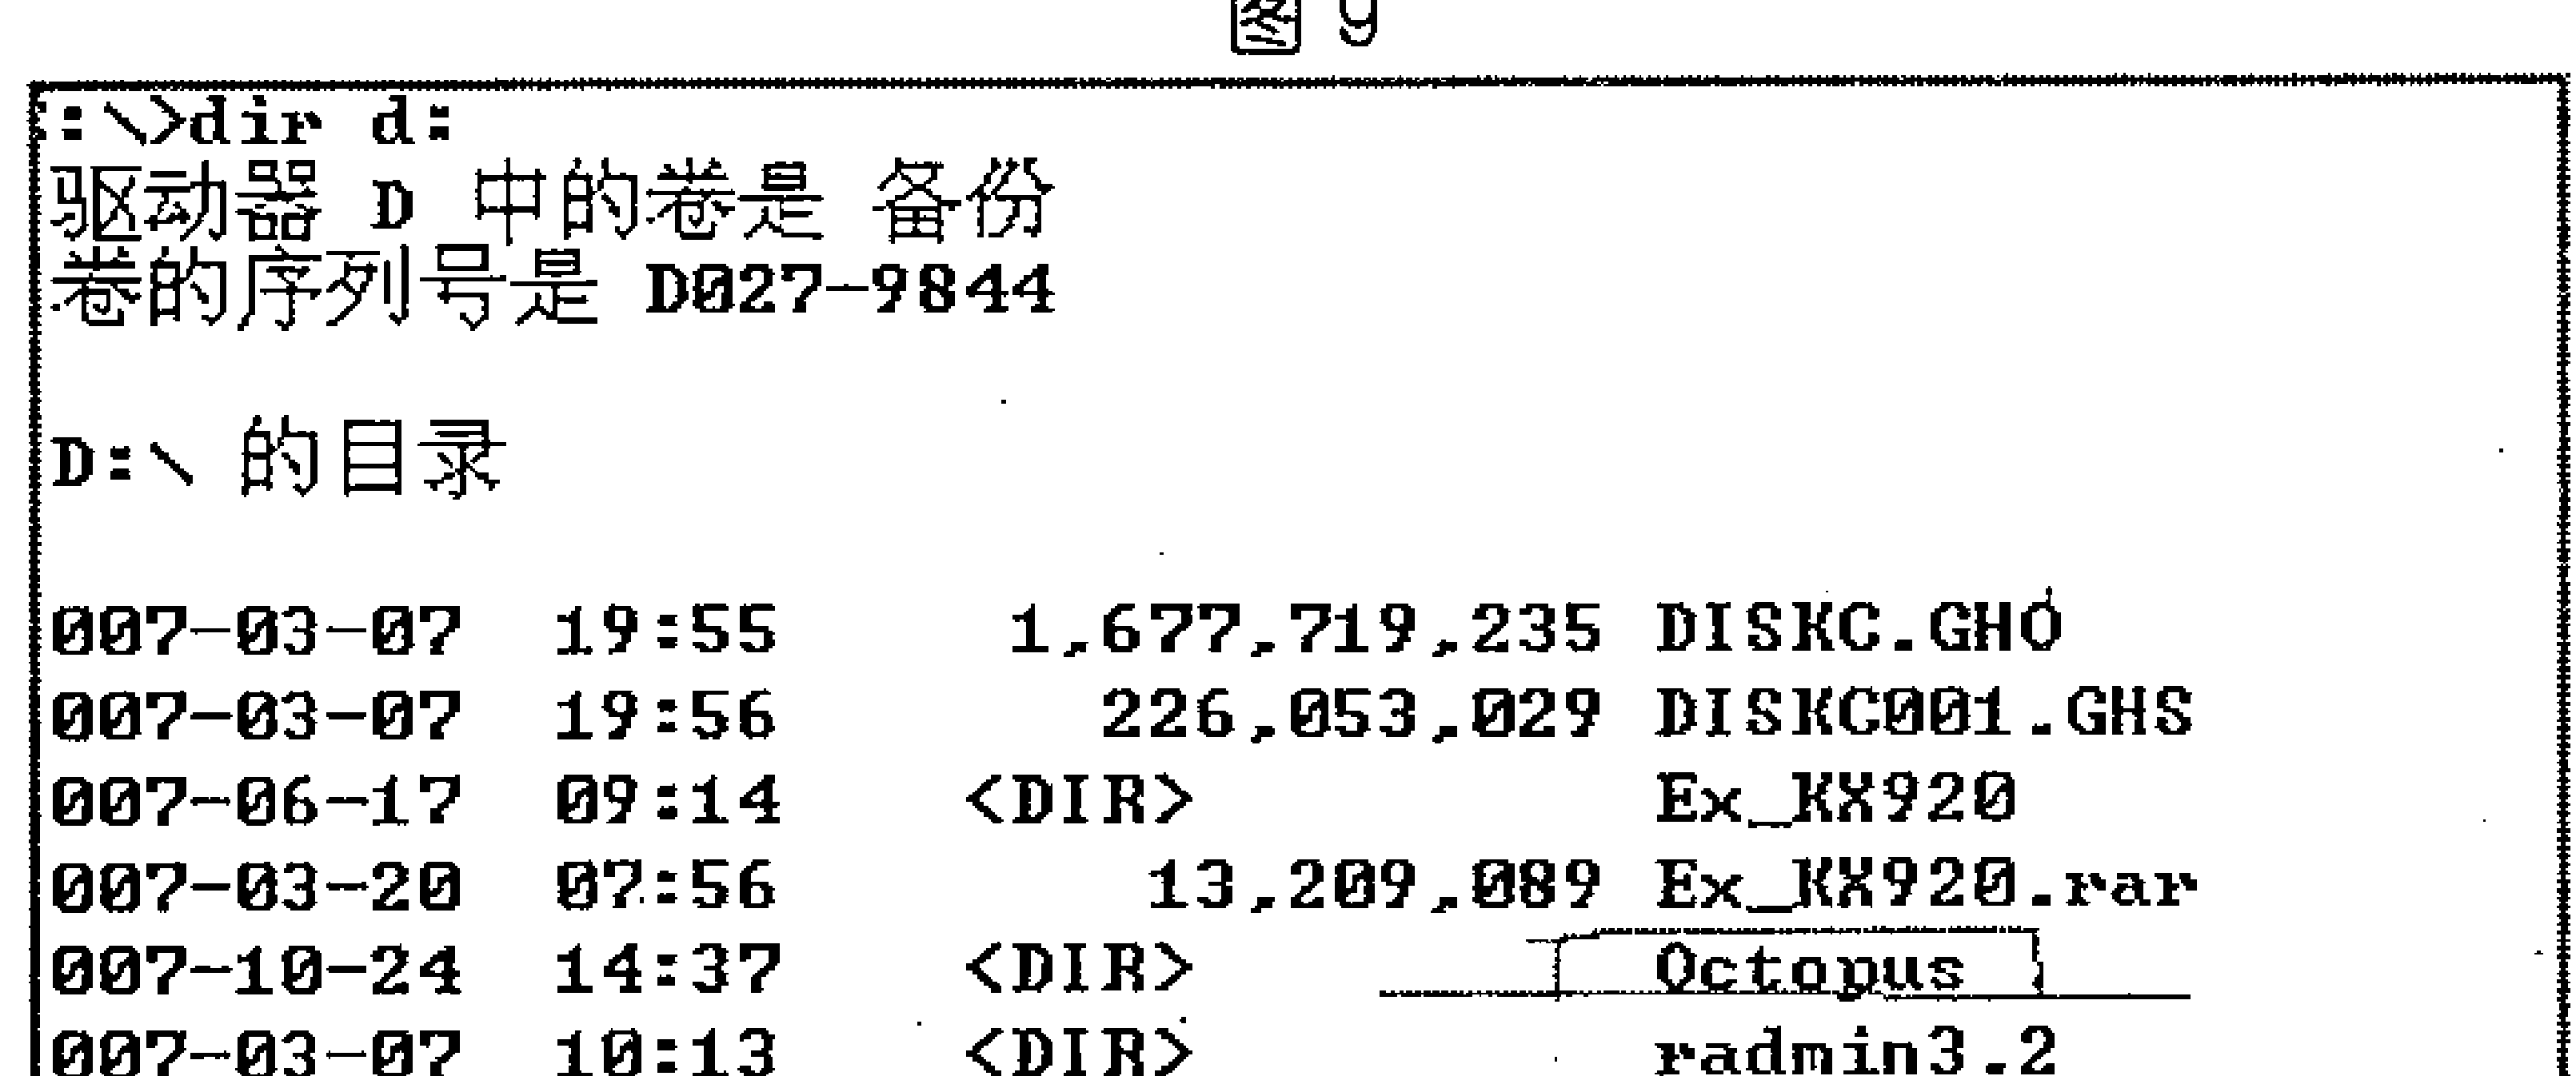 图 9
:\>dir d:
驱动器 D 中的卷是 备份
卷的序列号是 D027-9844
D:\ 的目录
007-03-07 19:55 1,677,719,235 DISKC.GHO
007-03-07 19:56 226,053,029 DISKC001.GHS
007-06-17 09:14 <DIR> Ex_KX920
007-03-20 07:56 13,209,089 Ex_KX920.rar
007-10-24 14:37 <DIR> Octopus
007-03-07 10:13 <DIR> radmin3.2